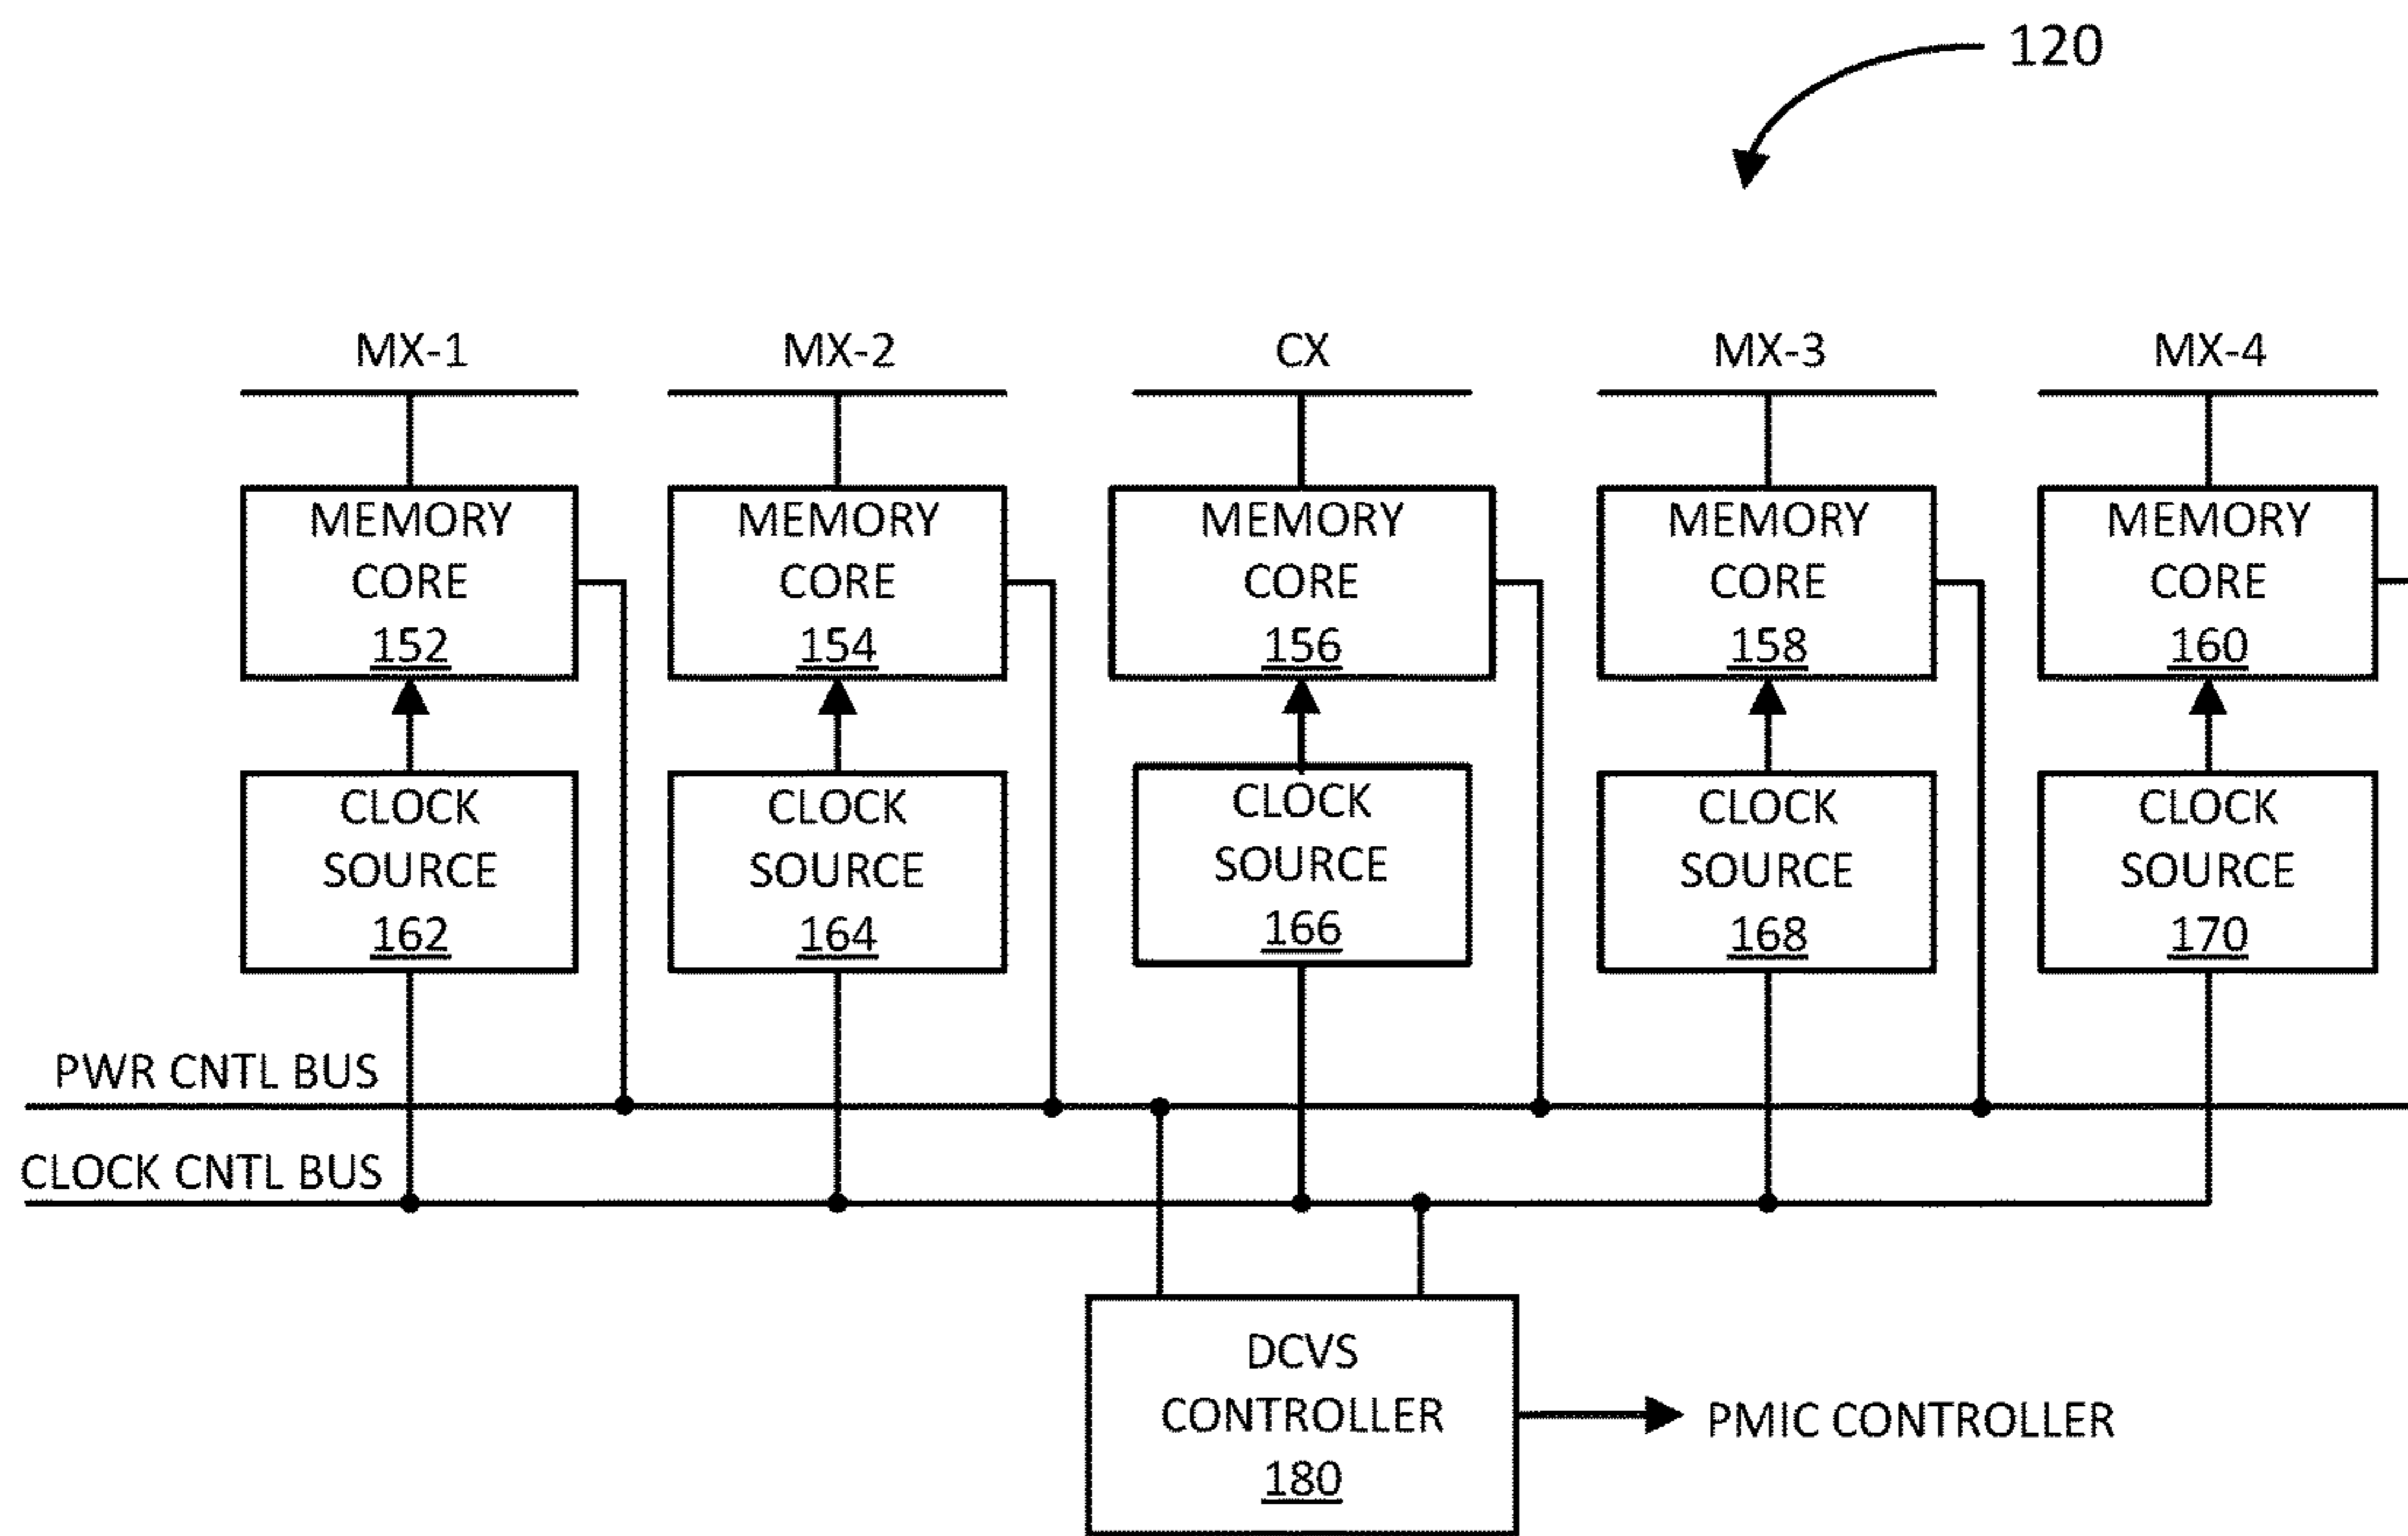 120
MX-1
MX-2
CX
MX-3
MX-4
MEMORY
CORE
152
MEMORY
CORE
154
MEMORY
CORE
156
MEMORY
CORE
158
MEMORY
CORE
160
CLOCK
SOURCE
162
CLOCK
SOURCE
164
CLOCK
SOURCE
166
CLOCK
SOURCE
168
CLOCK
SOURCE
170
PWR CNTL BUS
CLOCK CNTL BUS
DCVS
CONTROLLER
180
PMIC CONTROLLER